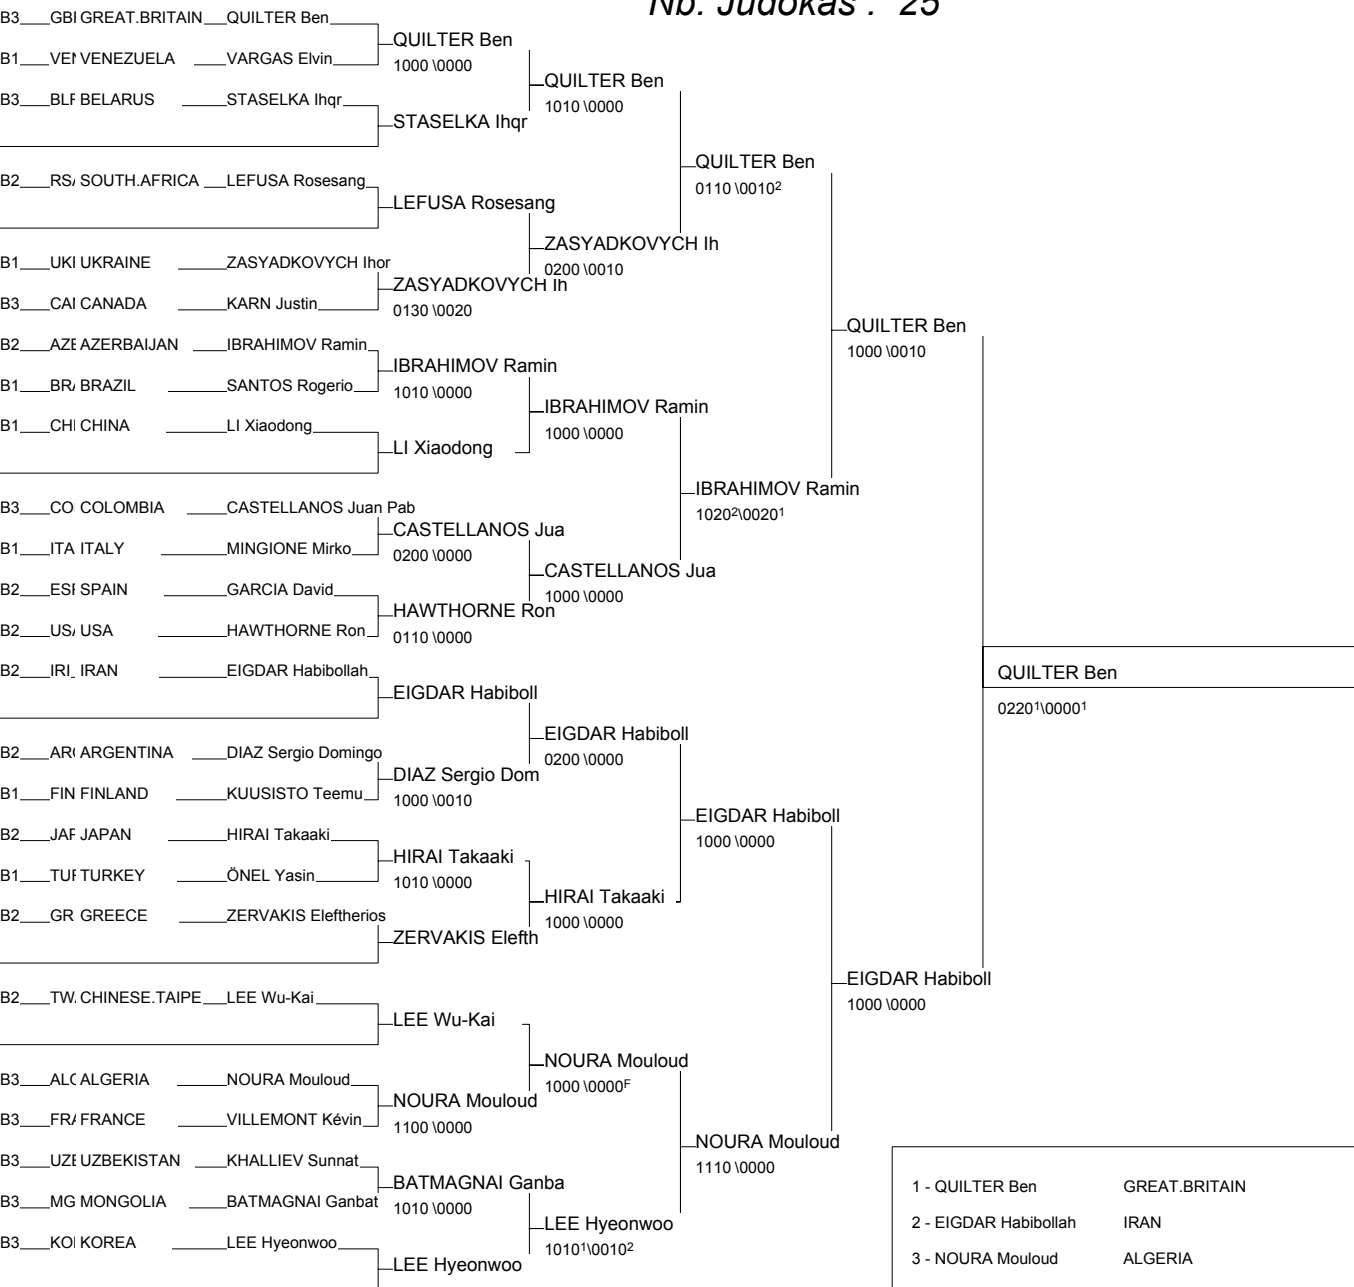 Nb. Judokas : 25
B3 GBI GREAT.BRITAIN QUILTER Ben
QUILTER Ben
B1 VEN VENEZUELA VARGAS Elvin
1000 \0000
QUILTER Ben
B3 BLR BELARUS STASELKA Ihqr
1010 \0000
STASELKA Ihqr
QUILTER Ben
B2 RSA SOUTH.AFRICA LEFUSA Rosesang
0110 \0010²
LEFUSA Rosesang
ZASYADKOVYCH Ih
B1 UKI UKRAINE ZASYADKOVYCH Ihor
0200 \0010
ZASYADKOVYCH Ih
B3 CAI CANADA KARN Justin
0130 \0020
QUILTER Ben
B2 AZE AZERBAIJAN IBRAHIMOV Ramin
1000 \0010
IBRAHIMOV Ramin
B1 BRA BRAZIL SANTOS Rogerio
1010 \0000
IBRAHIMOV Ramin
B1 CHI CHINA LI Xiaodong
1000 \0000
LI Xiaodong
IBRAHIMOV Ramin
B3 CO COLOMBIA CASTELLANOS Juan Pab
1020²\0020¹
CASTELLANOS Jua
B1 ITA ITALY MINGIONE Mirko
0200 \0000
CASTELLANOS Jua
B2 ESI SPAIN GARCIA David
1000 \0000
HAWTHORNE Ron
B2 USA USA HAWTHORNE Ron
0110 \0000
B2 IRI IRAN EIGDAR Habibollah
QUILTER Ben
EIGDAR Habiboll
0220¹\0000¹
EIGDAR Habiboll
B2 ARG ARGENTINA DIAZ Sergio Domingo
0200 \0000
DIAZ Sergio Dom
B1 FIN FINLAND KUUSISTO Teemu
1000 \0010
EIGDAR Habiboll
B2 JAP JAPAN HIRAI Takaaki
1000 \0000
HIRAI Takaaki
B1 TUR TURKEY ÖNEL Yasin
1010 \0000
HIRAI Takaaki
B2 GR GREECE ZERVAKIS Eleftherios
1000 \0000
ZERVAKIS Elefth
EIGDAR Habiboll
B2 TW CHINESE.TAIPE LEE Wu-Kai
1000 \0000
LEE Wu-Kai
NOURA Mouloud
B3 ALG ALGERIA NOURA Mouloud
1000 \0000F
NOURA Mouloud
B3 FRA FRANCE VILLEMONT Kévin
1100 \0000
NOURA Mouloud
B3 UZE UZBEKISTAN KHALLIEV Sunnat
1110 \0000
BATMAGNAI Ganba
1 - QUILTER Ben GREAT.BRITAIN
B3 MG MONGOLIA BATMAGNAI Ganbat
1010 \0000
LEE Hyeonwoo
2 - EIGDAR Habibollah IRAN
B3 KOI KOREA LEE Hyeonwoo
1010¹\0010²
LEE Hyeonwoo
3 - NOURA Mouloud ALGERIA